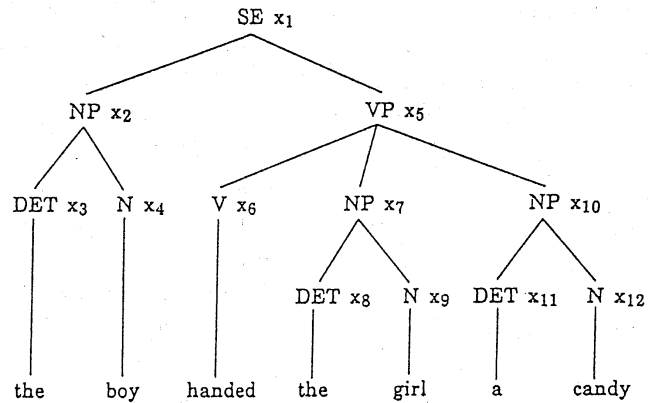 SE x₁
NP x₂ VP x₅
DET x₃ N x₄ V x₆ NP x₇ NP x₁₀
DET x₈ N x₉ DET x₁₁ N x₁₂
the boy handed the girl a candy